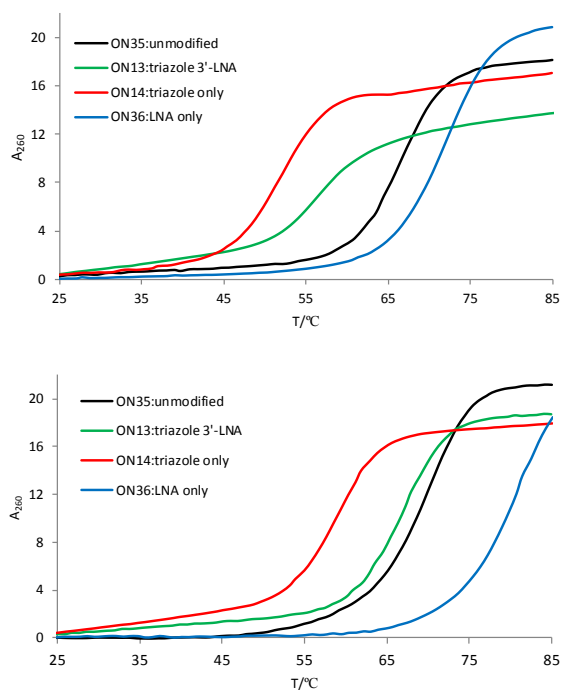 20
16
12
8
4
0
A260
ON35:unmodified
ON13:triazole 3'-LNA
ON14:triazole only
ON36:LNA only
25 35 45 55 65 75 85
T/℃
20
16
12
8
4
0
A260
ON35:unmodified
ON13:triazole 3'-LNA
ON14:triazole only
ON36:LNA only
25 35 45 55 65 75 85
T/℃